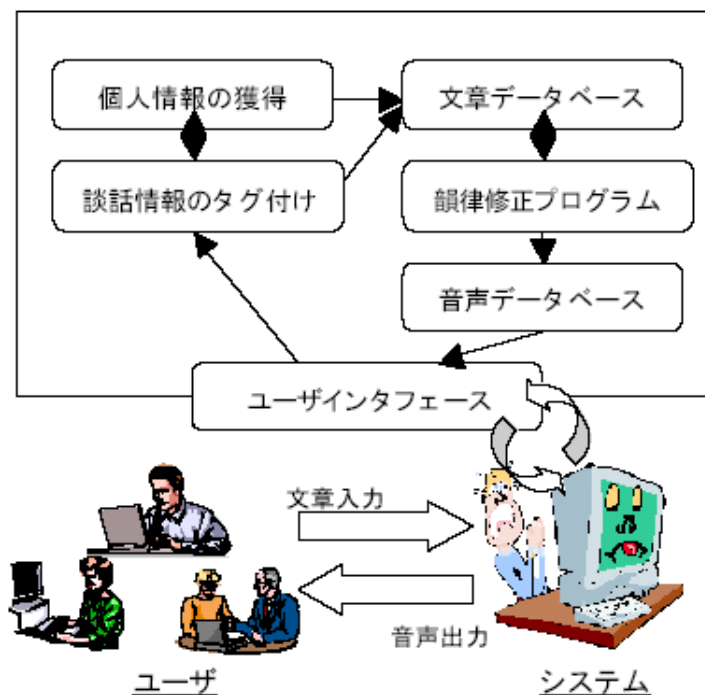 個人情報の獲得
文章データベース
談話情報のタグ付け
韻律修正プログラム
音声データベース
ユーザインタフェース
文章入力
音声出力
ユーザ
システム